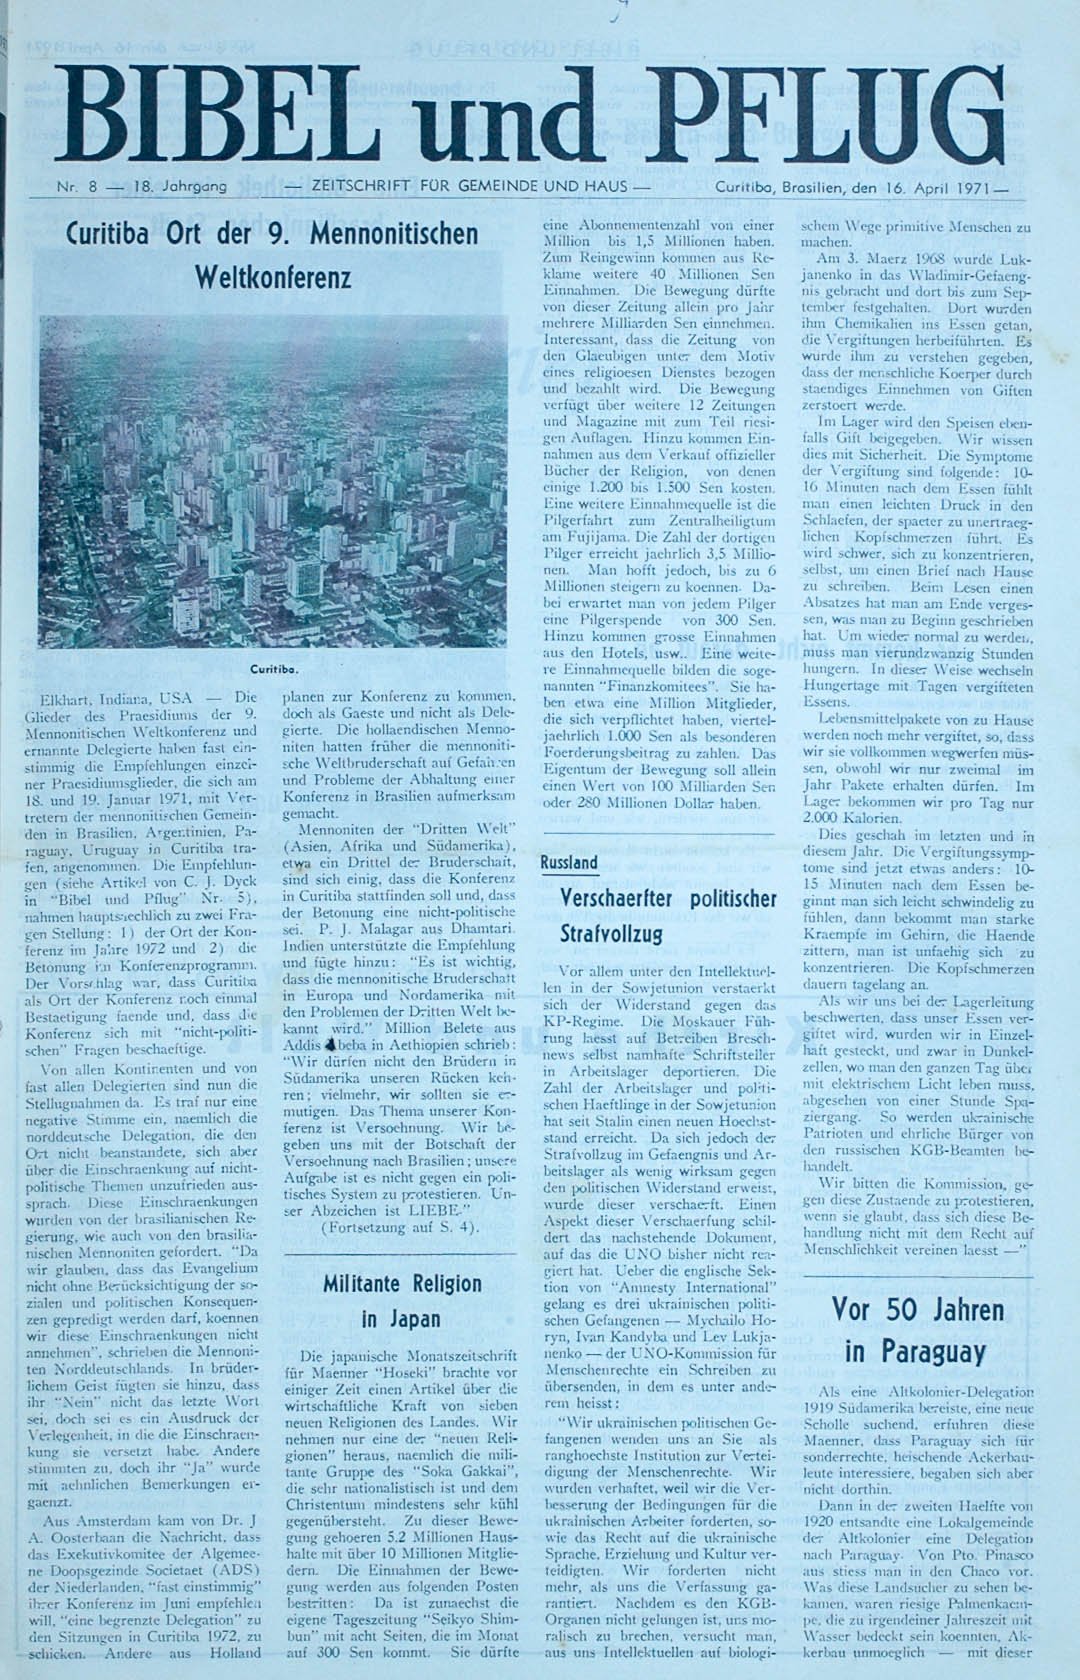 BIBEL und PFLUG
Nr. 8 — 18. Jahrgang — ZEITSCHRIFT FÜR GEMEINDE UND HAUS — Curitiba, Brasilien, den 16. April 1971 —
Curitiba Ort der 9. Mennonitischen
Weltkonferenz
Curitiba.
Elkhart, Indiana, USA — Die
Glieder des Praesidiums der 9.
Mennonitischen Weltkonferenz und
ernannte Delegierte haben fast ein-
stimmig die Empfehlungen einzel-
ner Praesidiumsglieder, die sich am
18. und 19. Januar 1971, mit Ver-
tretern der mennonitischen Gemein-
den in Brasilien, Argentinien, Pa-
raguay, Uruguay in Curitiba tra-
fen, angenommen. Die Empfehlun-
gen (siehe Artikel von C. J. Dyck
in "Bibel und Pflug" Nr. 5),
nahmen hauptsaechlich zu zwei Fra-
gen Stellung: 1) der Ort der Kon-
ferenz im Jahre 1972 und 2) die
Betonung im Konferenzprogramm.
Der Vorschlag war, dass Curitiba
als Ort der Konferenz noch einmal
Bestaetigung faende und, dass die
Konferenz sich mit "nicht-politi-
schen" Fragen beschaeftige.
Von allen Kontinenten und von
fast allen Delegierten sind nun die
Stellugnahmen da. Es traf nur eine
negative Stimme ein, naemlich die
norddeutsche Delegation, die den
Ort nicht beanstandete, sich aber
über die Einschraenkung auf nicht-
politische Themen unzufrieden aus-
sprach. Diese Einschraenkungen
wurden von der brasilianischen Re-
gierung, wie auch von den brasilia-
nischen Mennoniten gefordert. "Da
wir glauben, dass das Evangelium
nicht ohne Berücksichtigung der so-
zialen und politischen Konsequen-
zen gepredigt werden darf, koennen
wir diese Einschraenkungen nicht
annehmen", schrieben die Mennoni-
ten Norddeutschlands. In brüder-
lichem Geist fügten sie hinzu, dass
ihr "Nein" nicht das letzte Wort
sei, doch sei es ein Ausdruck der
Verlegenheit, in die die Einschraen-
kung sie versetzt habe. Andere
stimmten zu, doch ihr "Ja" wurde
mit aehnlichen Bemerkungen er-
gaenzt.
Aus Amsterdam kam von Dr. J
A. Oosterbaan die Nachricht, dass
das Exekutivkomitee der Algemee-
ne Doopsgezinde Societaet (ADS)
der Niederlanden, "fast einstimmig"
ihrer Konferenz im Juni empfehlen
will, "eine begrenzte Delegation" zu
den Sitzungen in Curitiba 1972, zu
schicken. Andere aus Holland
planen zur Konferenz zu kommen,
doch als Gaeste und nicht als Dele-
gierte. Die hollaendischen Menno-
niten hatten früher die mennoniti-
sche Weltbruderschaft auf Gefahren
und Probleme der Abhaltung einer
Konferenz in Brasilien aufmerksam
gemacht.
Mennoniten der "Dritten Welt"
(Asien, Afrika und Südamerika),
etwa ein Drittel der Bruderschaft,
sind sich einig, dass die Konferenz
in Curitiba stattfinden soll und, dass
der Betonung eine nicht-politische
sei. P. J. Malagar aus Dhamtari.
Indien unterstützte die Empfehlung
und fügte hinzu: "Es ist wichtig,
dass die mennonitische Bruderschaft
in Europa und Nordamerika mit
den Problemen der Dritten Welt be-
kannt wird." Million Belete aus
Addis Abeba in Aethiopien schrieb:
"Wir dürfen nicht den Brüdern in
Südamerika unseren Rücken keh-
ren; vielmehr, wir sollten sie er-
mutigen. Das Thema unserer Kon-
ferenz ist Versoehnung. Wir be-
geben uns mit der Botschaft der
Versoehnung nach Brasilien; unsere
Aufgabe ist es nicht gegen ein poli-
tisches System zu protestieren. Un-
ser Abzeichen ist LIEBE."
(Fortsetzung auf S. 4).
Militante Religion
in Japan
Die japanische Monatszeitschrift
für Maenner "Hoseki" brachte vor
einiger Zeit einen Artikel über die
wirtschaftliche Kraft von sieben
neuen Religionen des Landes. Wir
nehmen nur eine der "neuen Reli-
gionen" heraus, naemlich die mili-
tante Gruppe des "Soka Gakkai",
die sehr nationalistisch ist und dem
Christentum mindestens sehr kühl
gegenübersteht. Zu dieser Bewe-
gung gehoeren 5,2 Millionen Haus-
halte mit über 10 Millionen Mitglie-
dern. Die Einnahmen der Bewe-
gung werden aus folgenden Posten
bestritten: Da ist zunaechst die
eigene Tageszeitung "Seikyo Shim-
bun" mit acht Seiten, die im Monat
auf 300 Sen kommt. Sie dürfte
eine Abonnementenzahl von einer
Million bis 1,5 Millionen haben.
Zum Reingewinn kommen aus Re-
klame weitere 40 Millionen Sen
Einnahmen. Die Bewegung dürfte
von dieser Zeitung allein pro Jahr
mehrere Milliarden Sen einnehmen.
Interessant, dass die Zeitung von
den Glaeubigen unter dem Motiv
eines religioesen Dienstes bezogen
und bezahlt wird. Die Bewegung
verfügt über weitere 12 Zeitungen
und Magazine mit zum Teil riesi-
gen Auflagen. Hinzu kommen Ein-
nahmen aus dem Verkauf offizieller
Bücher der Religion, von denen
einige 1.200 bis 1.500 Sen kosten.
Eine weitere Einnahmequelle ist die
Pilgerfahrt zum Zentralheiligtum
am Fujijama. Die Zahl der dortigen
Pilger erreicht jaehrlich 3,5 Millio-
nen. Man hofft jedoch, bis zu 6
Millionen steigern zu koennen. Da-
bei erwartet man von jedem Pilger
eine Pilgerspende von 300 Sen.
Hinzu kommen grosse Einnahmen
aus den Hotels, usw.. Eine weite-
re Einnahmequelle bilden die soge-
nannten "Finanzkomitees". Sie ha-
ben etwa eine Million Mitglieder,
die sich verpflichtet haben, viertel-
jaehrlich 1.000 Sen als besonderen
Foerderungsbeitrag zu zahlen. Das
Eigentum der Bewegung soll allein
einen Wert von 100 Milliarden Sen
oder 280 Millionen Dollar haben.
Russland
Verschaerfter politischer
Strafvollzug
Vor allem unter den Intellektuel-
len in der Sowjetunion verstaerkt
sich der Widerstand gegen das
KP-Regime. Die Moskauer Füh-
rung laesst auf Betreiben Bresch-
news selbst namhafte Schriftsteller
in Arbeitslager deportieren. Die
Zahl der Arbeitslager und politi-
schen Haeftlinge in der Sowjetunion
hat seit Stalin einen neuen Hoechst-
stand erreicht. Da sich jedoch der
Strafvollzug im Gefaengnis und Ar-
beitslager als wenig wirksam gegen
den politischen Widerstand erweist,
wurde dieser verschaerft. Einen
Aspekt dieser Verschaerfung schil-
dert das nachstehende Dokument,
auf das die UNO bisher nicht rea-
giert hat. Ueber die englische Sek-
tion von "Amnesty International"
gelang es drei ukrainischen politi-
schen Gefangenen — Mychailo Ho-
ryn, Ivan Kandyba und Lev Lukja-
nenko — der UNO-Kommission für
Menschenrechte ein Schreiben zu
übersenden, in dem es unter ande-
rem heisst:
"Wir ukrainischen politischen Ge-
fangenen wenden uns an Sie als
ranghoechste Institution zur Vertei-
digung der Menschenrechte. Wir
wurden verhaftet, weil wir die Ver-
besserung der Bedingungen für die
ukrainischen Arbeiter forderten, so-
wie das Recht auf die ukrainische
Sprache, Erziehung und Kultur ver-
teidigten. Wir forderten nicht
mehr, als uns die Verfassung ga-
rantiert. Nachdem es den KGB-
Organen nicht gelungen ist, uns mo-
ralisch zu brechen, versucht man,
aus uns Intellektuellen auf biologi-
schem Wege primitive Menschen zu
machen.
Am 3. Maerz 1968 wurde Luk-
janenko in das Wladimir-Gefaeng-
nis gebracht und dort bis zum Sep-
tember festgehalten. Dort wurden
ihm Chemikalien ins Essen getan,
die Vergiftungen herbeiführten. Es
wurde ihm zu verstehen gegeben,
dass der menschliche Koerper durch
staendiges Einnehmen von Giften
zerstoert werde.
Im Lager wird den Speisen eben-
falls Gift beigegeben. Wir wissen
dies mit Sicherheit. Die Symptome
der Vergiftung sind folgende: 10-
16 Minuten nach dem Essen fühlt
man einen leichten Druck in den
Schlaefen, der spaeter zu unertraeg-
lichen Kopfschmerzen führt. Es
wird schwer, sich zu konzentrieren,
selbst, um einen Brief nach Hause
zu schreiben. Beim Lesen einen
Absatzes hat man am Ende verges-
sen, was man zu Beginn geschrieben
hat. Um wieder normal zu werden,
muss man vierundzwanzig Stunden
hungern. In dieser Weise wechseln
Hungertage mit Tagen vergifteten
Essens.
Lebensmittelpakete von zu Hause
werden noch mehr vergiftet, so, dass
wir sie vollkommen wegwerfen müs-
sen, obwohl wir nur zweimal im
Jahr Pakete erhalten dürfen. Im
Lager bekommen wir pro Tag nur
2.000 Kalorien.
Dies geschah im letzten und in
diesem Jahr. Die Vergiftungssymp-
tome sind jetzt etwas anders: 10-
15 Minuten nach dem Essen be-
ginnt man sich leicht schwindelig zu
fühlen, dann bekommt man starke
Kraempfe im Gehirn, die Haende
zittern, man ist unfaehig sich zu
konzentrieren. Die Kopfschmerzen
dauern tagelang an.
Als wir uns bei der Lagerleitung
beschwerten, dass unser Essen ver-
giftet wird, wurden wir in Einzel-
haft gesteckt, und zwar in Dunkel-
zellen, wo man den ganzen Tag über
mit elektrischem Licht leben muss,
abgesehen von einer Stunde Spa-
ziergang. So werden ukrainische
Patrioten und ehrliche Bürger von
den russischen KGB-Beamten be-
handelt.
Wir bitten die Kommission, ge-
gen diese Zustaende zu protestieren,
wenn sie glaubt, dass sich diese Be-
handlung nicht mit dem Recht auf
Menschlichkeit vereinen laesst —"
Vor 50 Jahren
in Paraguay
Als eine Altkolonier-Delegation
1919 Südamerika bereiste, eine neue
Scholle suchend, erfuhren diese
Maenner, dass Paraguay sich für
sonderrechte, heischende Ackerbau-
leute interessiere, begaben sich aber
nicht dorthin.
Dann in der zweiten Haelfte von
1920 entsandte eine Lokalgemeinde
der Altkolonier eine Delegation
nach Paraguay. Von Pto. Pinasco
aus stiess man in den Chaco vor.
Was diese Landsucher zu sehen be-
kamen, waren riesige Palmenkaem-
pe, die zu irgendeiner Jahreszeit mit
Wasser bedeckt sein koennten, Ak-
kerbau unmoeglich — mit dieser